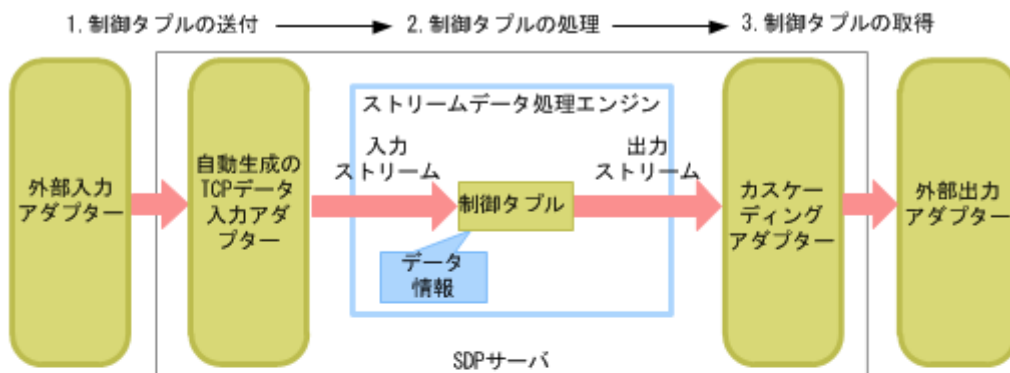 1. 制御タブルの送付
2. 制御タブルの処理
3. 制御タブルの取得
外部入力
アダプター
自動生成の
TCPデータ
入力アダ
プター
ストリームデータ処理エンジン
入力
ストリーム
出力
ストリーム
制御タブル
データ
情報
カスケー
ディング
アダプター
外部出力
アダプター
SDPサーバ